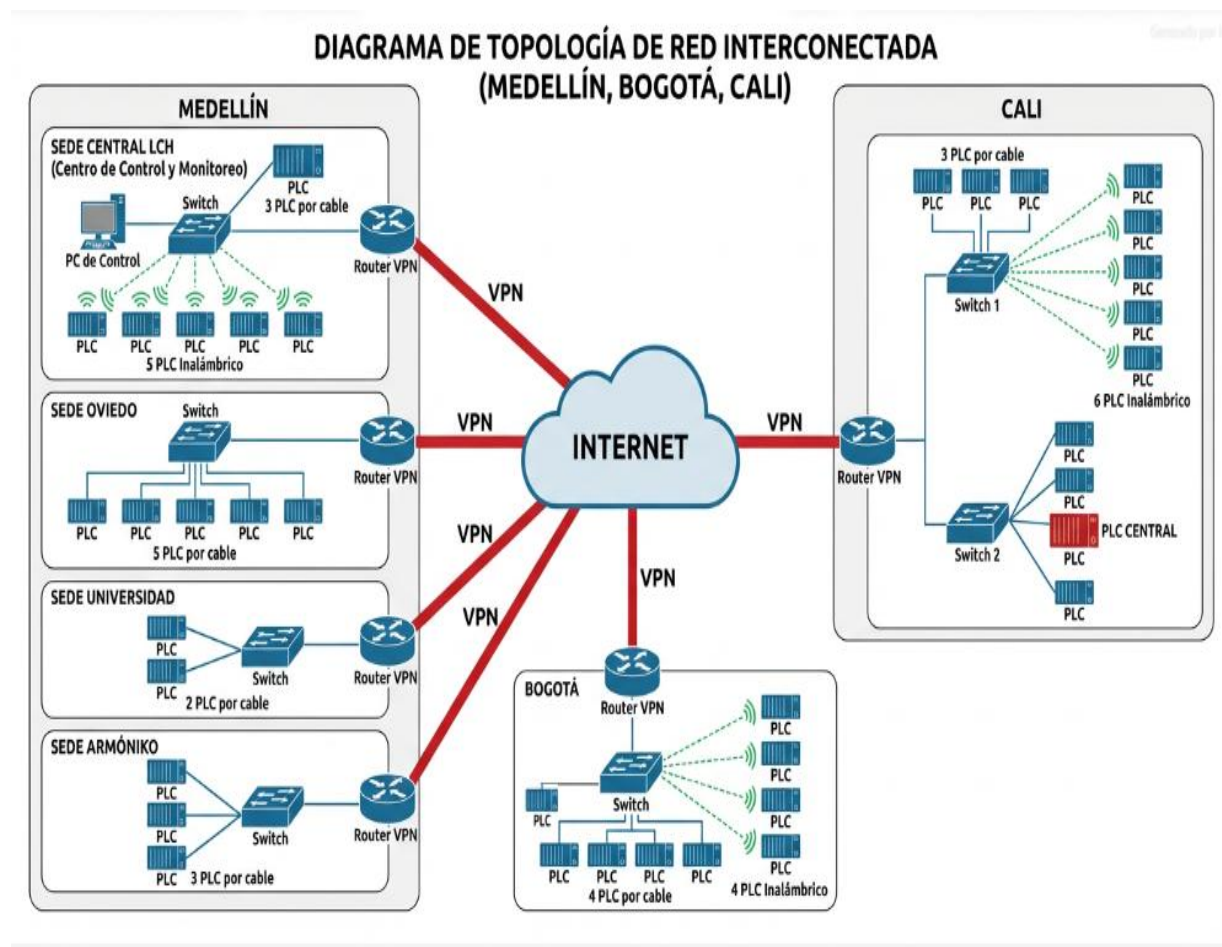 DIAGRAMA DE TOPOLOGÍA DE RED INTERCONECTADA
(MEDELLÍN, BOGOTÁ, CALI)
MEDELLÍN
SEDE CENTRAL LCH
(Centro de Control y Monitoreo)
PLC
3 PLC por cable
Switch
PC de Control
Router VPN
PLC
PLC
PLC
PLC
PLC
5 PLC Inalámbrico
SEDE OVIEDO
Switch
Router VPN
PLC
PLC
PLC
PLC
PLC
5 PLC por cable
SEDE UNIVERSIDAD
PLC
PLC
2 PLC por cable
Switch
Router VPN
SEDE ARMÓNIKO
PLC
PLC
PLC
3 PLC por cable
Switch
Router VPN
VPN
VPN
VPN
VPN
INTERNET
VPN
VPN
BOGOTÁ
Router VPN
Switch
PLC
PLC
PLC
PLC
PLC
4 PLC por cable
PLC
PLC
PLC
PLC
4 PLC Inalámbrico
CALI
3 PLC por cable
PLC
PLC
PLC
Switch 1
PLC
PLC
PLC
PLC
PLC
6 PLC Inalámbrico
Router VPN
Switch 2
PLC
PLC
PLC CENTRAL
PLC
PLC